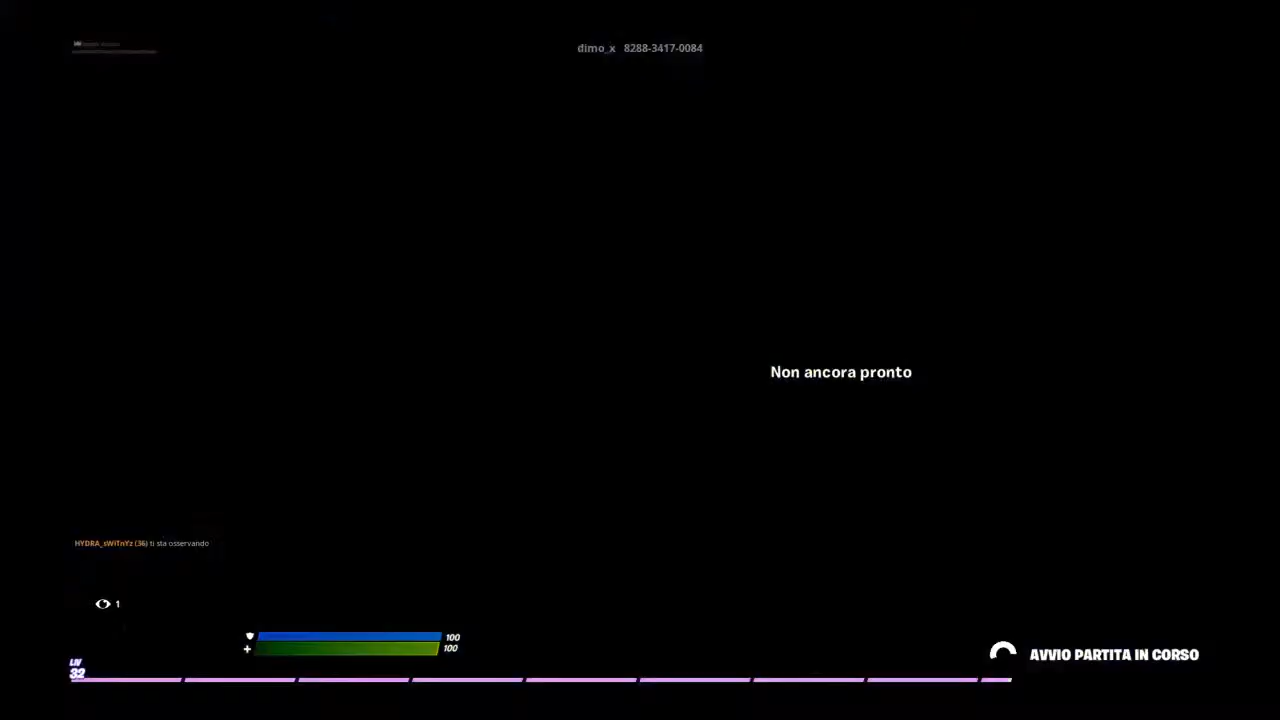 dimo_x 8288-3417-0084
Non ancora pronto
HYDRA_sWiTnYz (36) ti sta osservando
1
100
100
LIV
32
AVVIO PARTITA IN CORSO